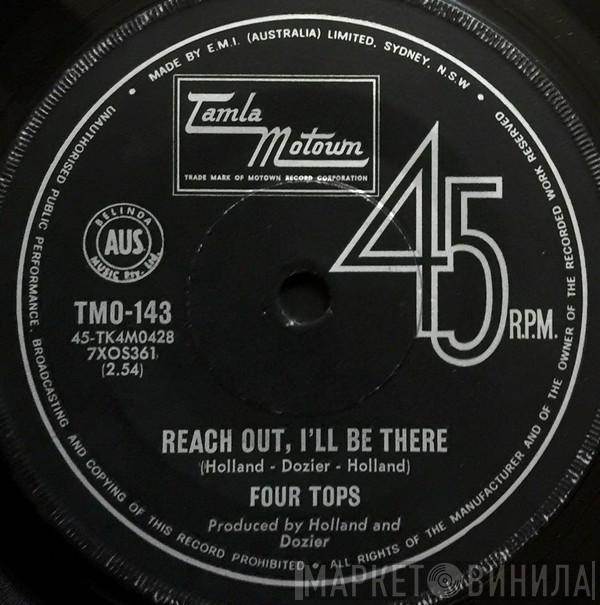 MADE BY E.M.I. (AUSTRALIA) LIMITED, SYDNEY, N.S.W •
UNAUTHORISED PUBLIC PERFORMANCE, BROADCASTING AND COPYING OF THIS RECORD PROHIBITED • ALL RIGHTS OF THE MANUFACTURER AND OF THE OWNER OF THE RECORDED WORK RESERVED •
Tamla
Motown
TRADE MARK OF MOTOWN RECORD CORPORATION
45
R.P.M.
BELINDA
AUS.
MUSIC PTY. LTD.
TMO-143
45-TK4M0428
7XOS361
(2.54)
REACH OUT, I'LL BE THERE
(Holland - Dozier - Holland)
FOUR TOPS
Produced by Holland and
Dozier
МАРКЕТ ВИНИЛА